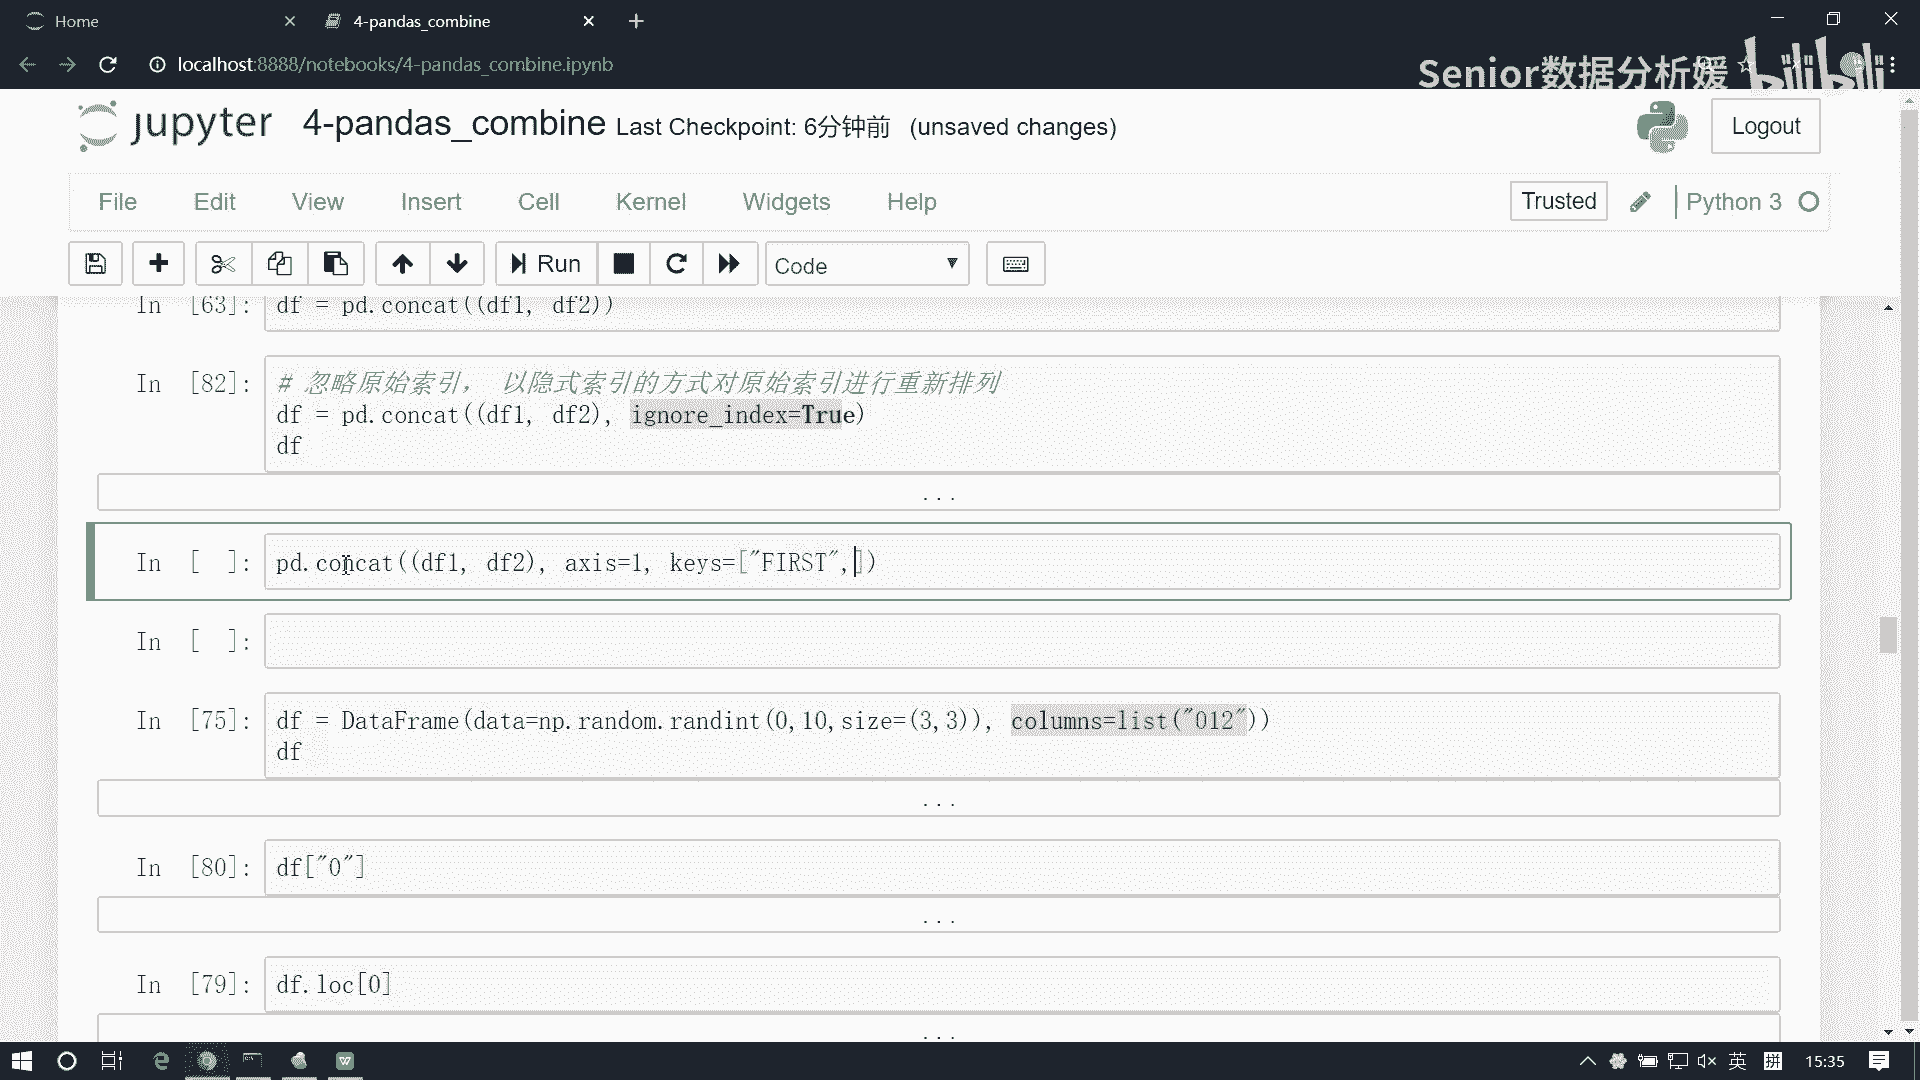 Home
4-pandas_combine
localhost:8888/notebooks/4-pandas_combine.ipynb
Senior数据分析媛
bilibili
jupyter 4-pandas_combine Last Checkpoint: 6分钟前 (unsaved changes)
Logout
File Edit View Insert Cell Kernel Widgets Help
Trusted
Python 3
Run
Code
In [63]: df = pd.concat((df1, df2))
In [82]: # 忽略原始索引， 以隐式索引的方式对原始索引进行重新排列
df = pd.concat((df1, df2), ignore_index=True)
df
...
In [ ]: pd.concat((df1, df2), axis=1, keys=["FIRST",])
In [ ]:
In [75]: df = DataFrame(data=np.random.randint(0,10,size=(3,3)), columns=list("012"))
df
...
In [80]: df["0"]
...
In [79]: df.loc[0]
...
英
拼
15:35